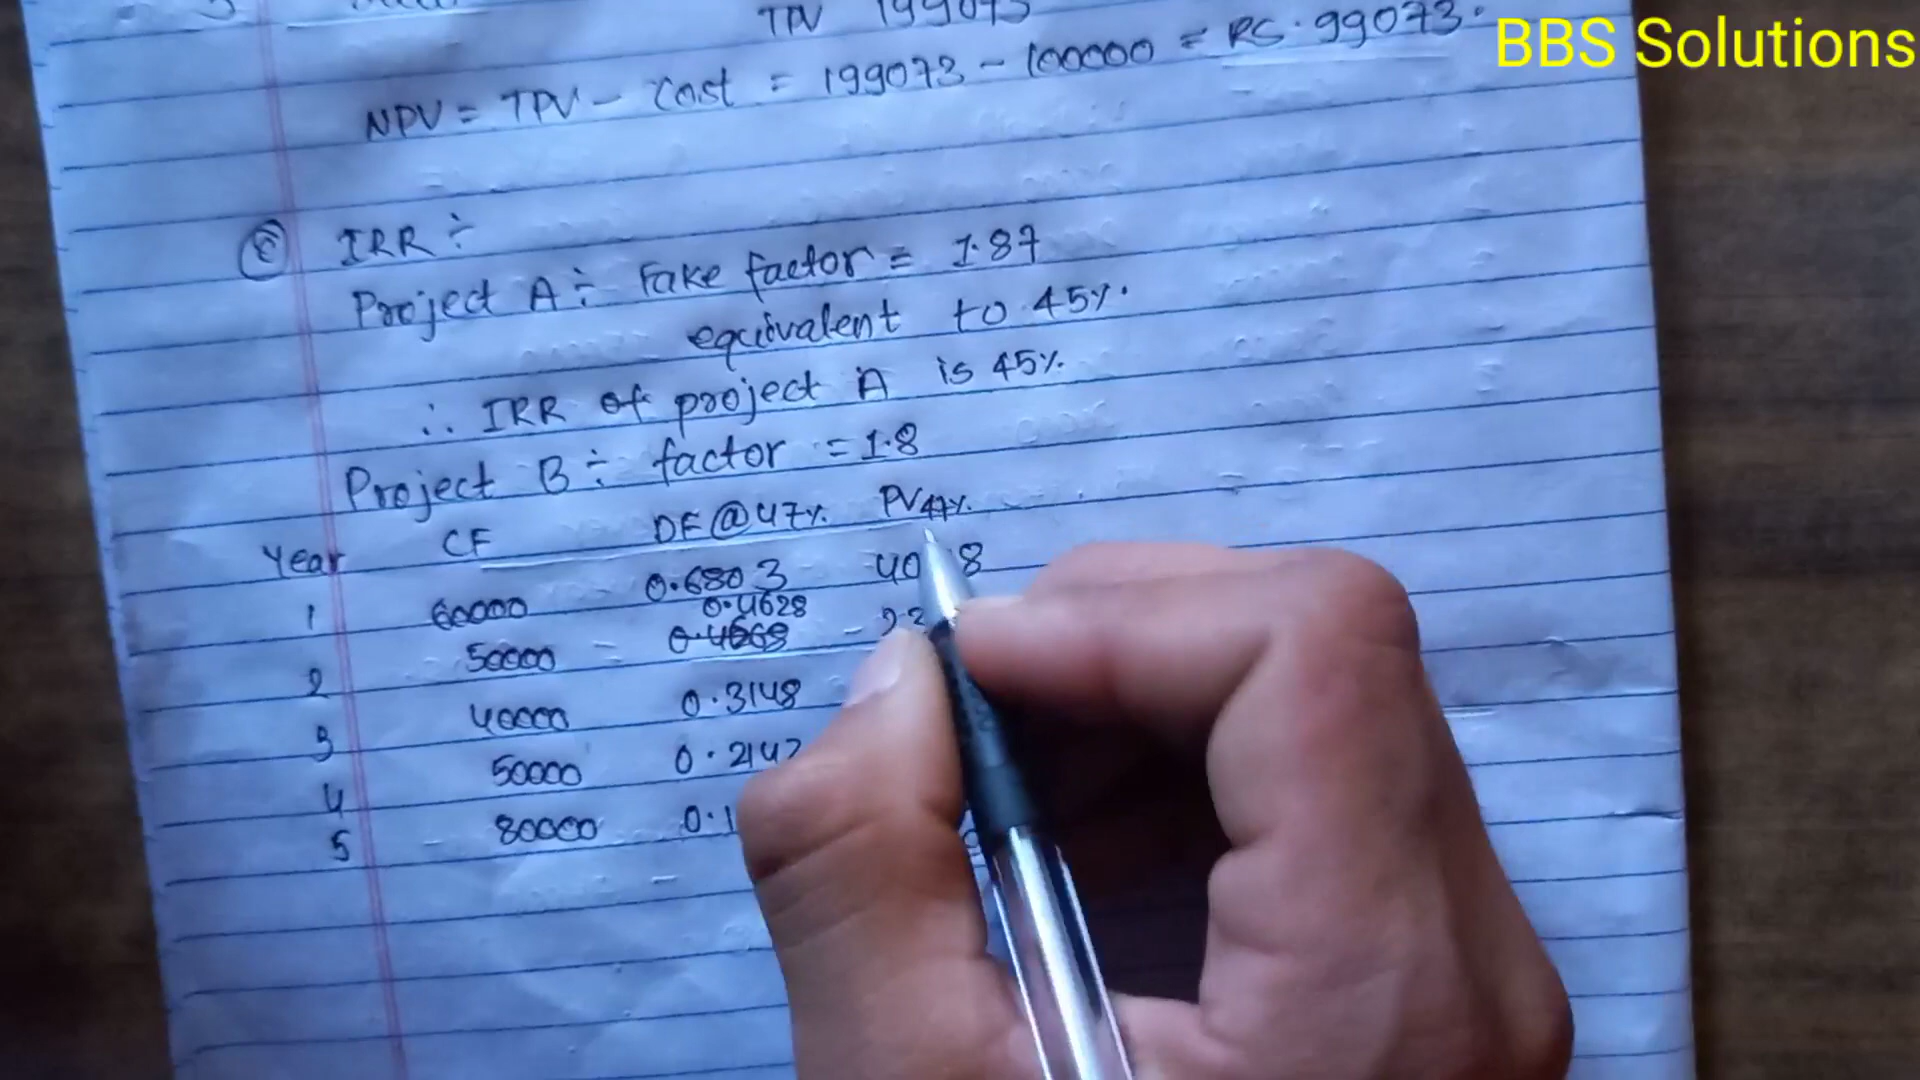 TPV 199073
BBS Solutions
NPV = TPV - Cost = 199073 - 100000 = RS. 99073.
C IRR ÷
Project A ÷ Fake factor = 1.87
equivalent to 45%.
∴ IRR of project A is 45%.
Project B ÷ factor = 1.8
Year CF DF@47% PV47%
1 60000 0.6803
0.4628
2 50000 0.4668
3 40000 0.3148
4 50000 0.2142
5 80000